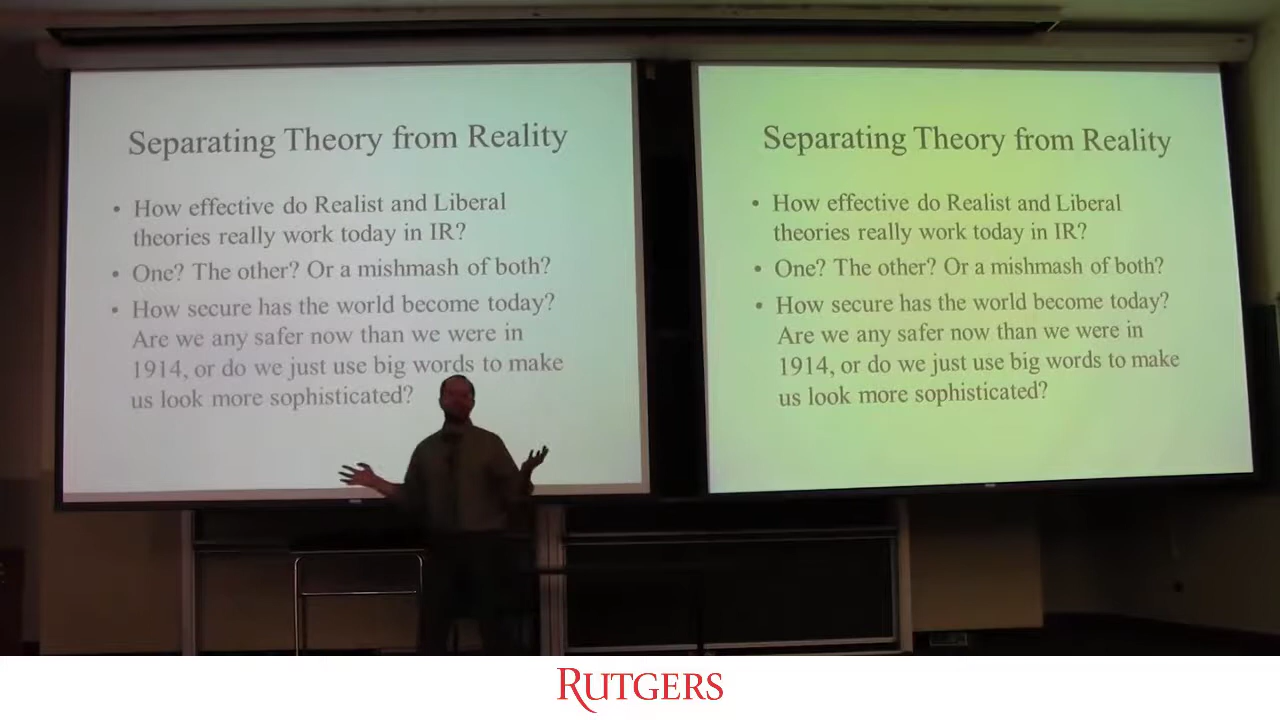 Separating Theory from Reality
• How effective do Realist and Liberal
theories really work today in IR?
• One? The other? Or a mishmash of both?
• How secure has the world become today?
Are we any safer now than we were in
1914, or do we just use big words to make
us look more sophisticated?
Separating Theory from Reality
• How effective do Realist and Liberal
theories really work today in IR?
• One? The other? Or a mishmash of both?
• How secure has the world become today?
Are we any safer now than we were in
1914, or do we just use big words to make
us look more sophisticated?
RUTGERS